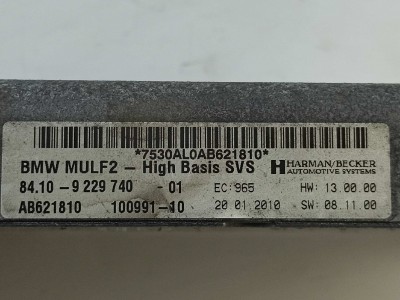 *7530AL0AB621810*
BMW MULF2 – High Basis SVS HARMAN/BECKER
AUTOMOTIVE SYSTEMS
84.10 - 9 229 740 - 01 EC: 965 HW: 13.00.00
AB621810 100991-10 20.01.2010 SW: 08.11.00